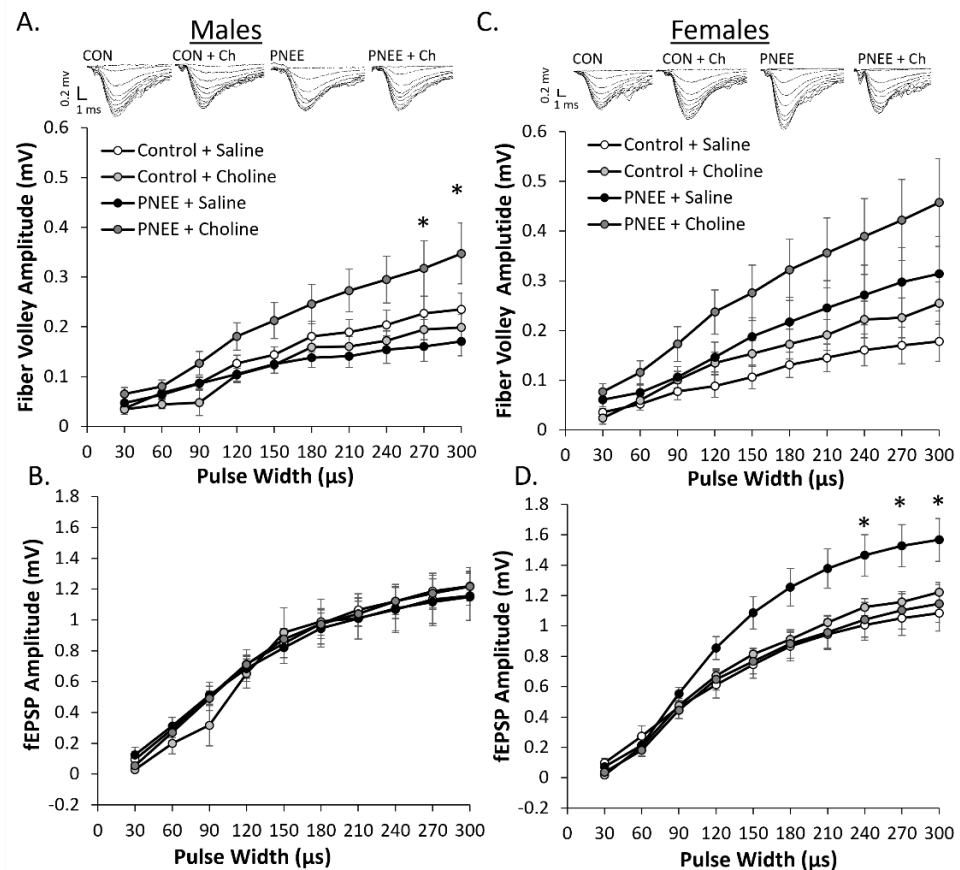 A. Males
CON CON + Ch PNEE PNEE + Ch
0.2 mv
1 ms
Fiber Volley Amplitude (mV)
0.6
0.5
0.4
0.3
0.2
0.1
0
Control + Saline
Control + Choline
PNEE + Saline
PNEE + Choline
* *
0 30 60 90 120 150 180 210 240 270 300
Pulse Width (µs)
C. Females
CON CON + Ch PNEE PNEE + Ch
0.2 mv
1 ms
Fiber Volley Amplutide (mV)
0.6
0.5
0.4
0.3
0.2
0.1
0
Control + Saline
Control + Choline
PNEE + Saline
PNEE + Choline
0 30 60 90 120 150 180 210 240 270 300
Pulse Width (µs)
B.
fEPSP Amplitude (mV)
1.8
1.6
1.4
1.2
1
0.8
0.6
0.4
0.2
0
-0.2
0 30 60 90 120 150 180 210 240 270 300
Pulse Width (µs)
D.
fEPSP Amplitude (mV)
1.8
1.6
1.4
1.2
1
0.8
0.6
0.4
0.2
0
-0.2
* * *
0 30 60 90 120 150 180 210 240 270 300
Pulse Width (µs)